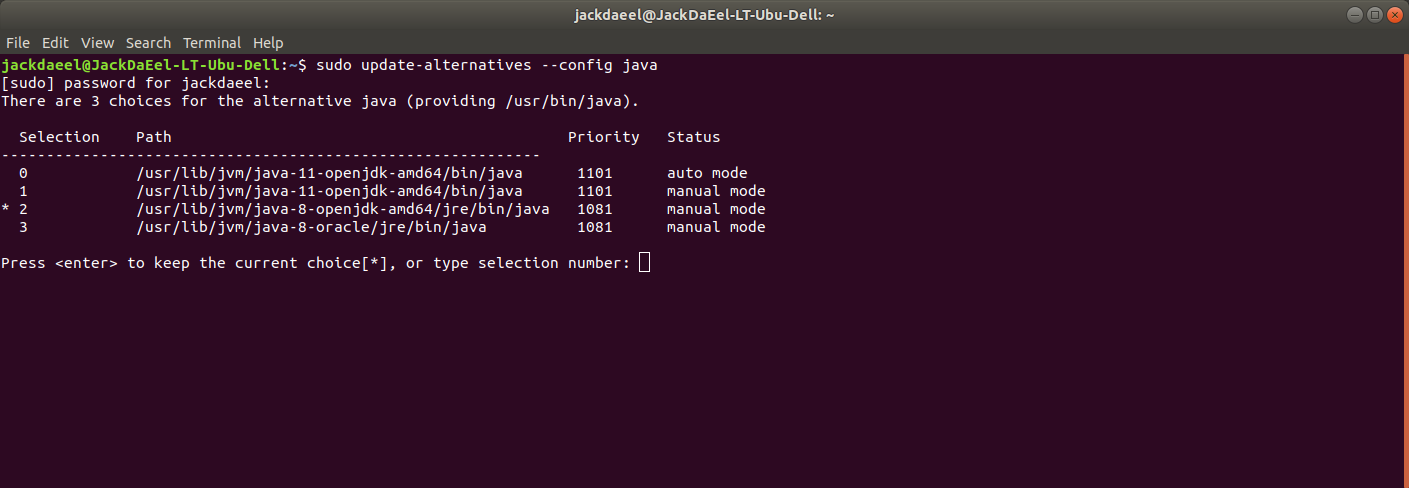 jackdaeel@JackDaEel-LT-Ubu-Dell: ~
File Edit View Search Terminal Help
jackdaeel@JackDaEel-LT-Ubu-Dell:~$ sudo update-alternatives --config java
[sudo] password for jackdaeel:
There are 3 choices for the alternative java (providing /usr/bin/java).
  Selection    Path                                            Priority   Status
------------------------------------------------------------
  0            /usr/lib/jvm/java-11-openjdk-amd64/bin/java      1101      auto mode
  1            /usr/lib/jvm/java-11-openjdk-amd64/bin/java      1101      manual mode
* 2            /usr/lib/jvm/java-8-openjdk-amd64/jre/bin/java   1081      manual mode
  3            /usr/lib/jvm/java-8-oracle/jre/bin/java          1081      manual mode
Press <enter> to keep the current choice[*], or type selection number: